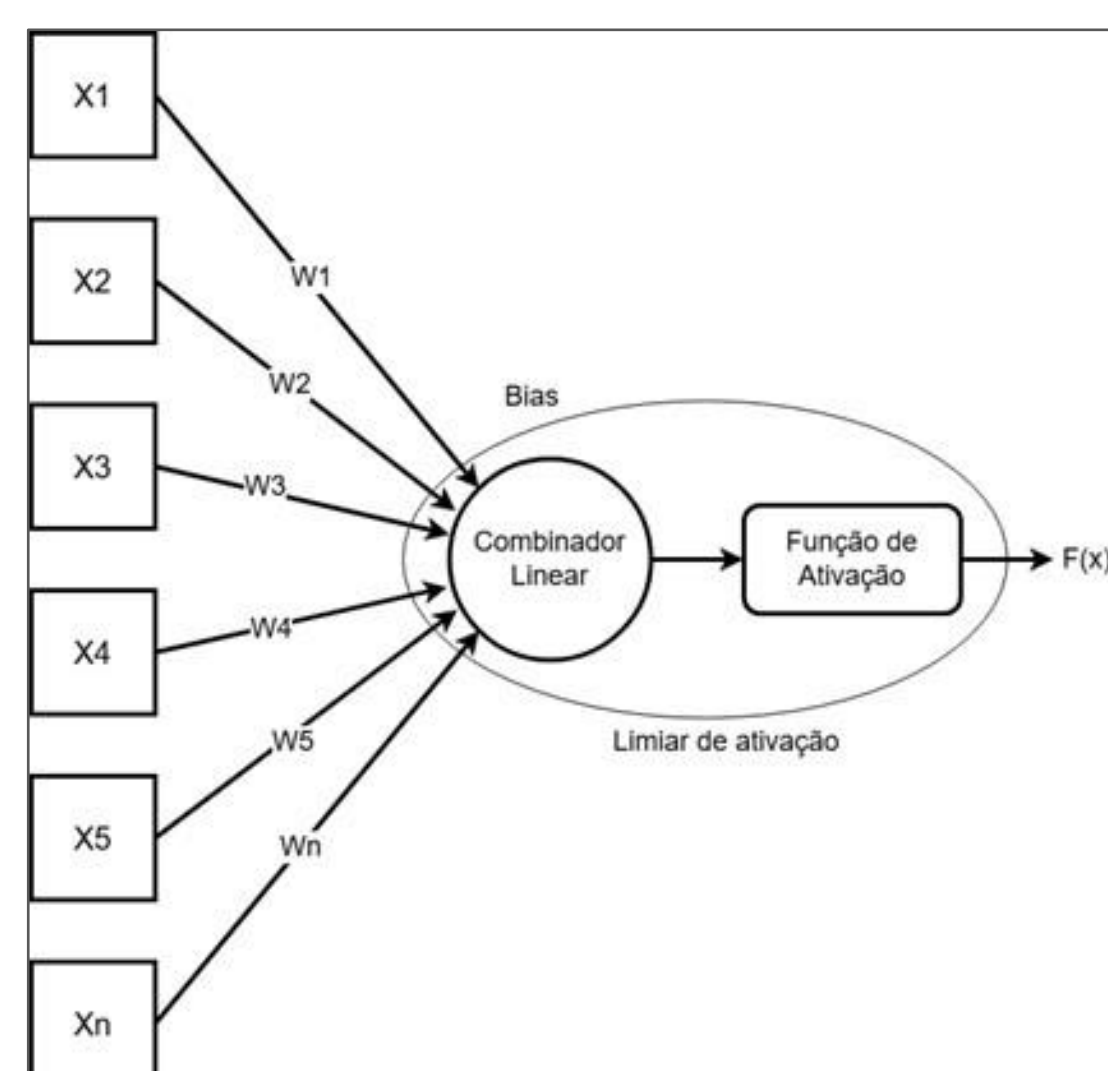 X1
X2
X3
X4
X5
Xn
W1
W2
W3
W4
W5
Wn
Bias
Combinador
Linear
Função de
Ativação
F(x)
Limiar de ativação